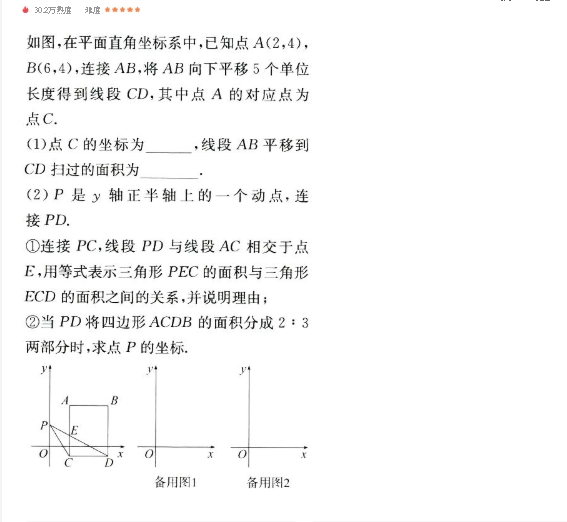 30.2万热度 难度 ★★★★★
如图,在平面直角坐标系中,已知点 A(2,4),
B(6,4),连接 AB,将 AB 向下平移 5 个单位
长度得到线段 CD,其中点 A 的对应点为
点C.
(1)点 C 的坐标为______,线段 AB 平移到
CD 扫过的面积为________.
(2) P 是 y 轴正半轴上的一个动点,连
接 PD.
①连接 PC,线段 PD 与线段 AC 相交于点
E,用等式表示三角形 PEC 的面积与三角形
ECD 的面积之间的关系,并说明理由;
②当 PD 将四边形 ACDB 的面积分成 2∶3
两部分时,求点 P 的坐标.
y A B P E O C D x
y O x
y O x
备用图1 备用图2